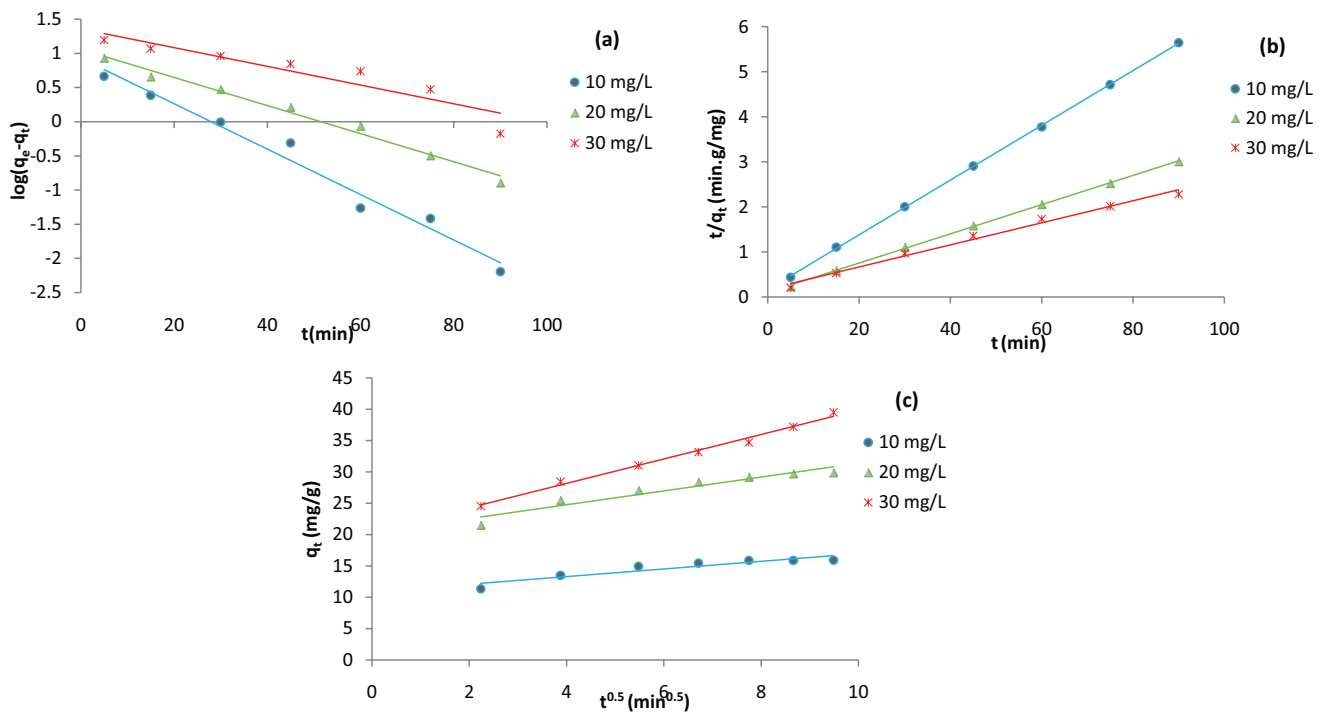 (a)
1.5
1
0.5
0
-0.5
-1
-1.5
-2
-2.5
log(qₑ-qₜ)
0 20 40 60 80 100
t(min)
10 mg/L
20 mg/L
30 mg/L
(b)
6
5
4
3
2
1
0
t/qₜ (min.g/mg)
0 20 40 60 80 100
t (min)
10 mg/L
20 mg/L
30 mg/L
(c)
45
40
35
30
25
20
15
10
5
0
qₜ (mg/g)
0 2 4 6 8 10
t⁰·⁵ (min⁰·⁵)
10 mg/L
20 mg/L
30 mg/L